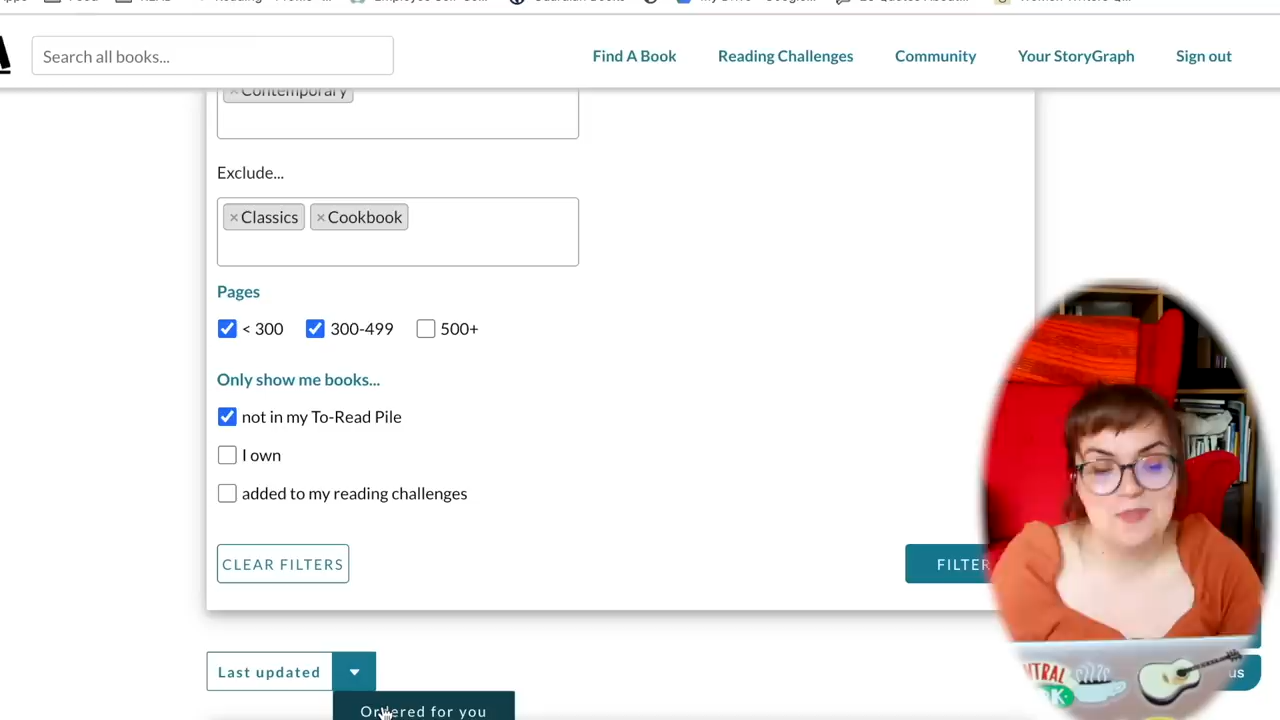 Search all books...
Find A Book
Reading Challenges
Community
Your StoryGraph
Sign out
× Contemporary
Exclude...
× Classics × Cookbook
Pages
< 300 300-499 500+
Only show me books...
not in my To-Read Pile
I own
added to my reading challenges
CLEAR FILTERS
FILTER
Last updated
Ordered for you
us